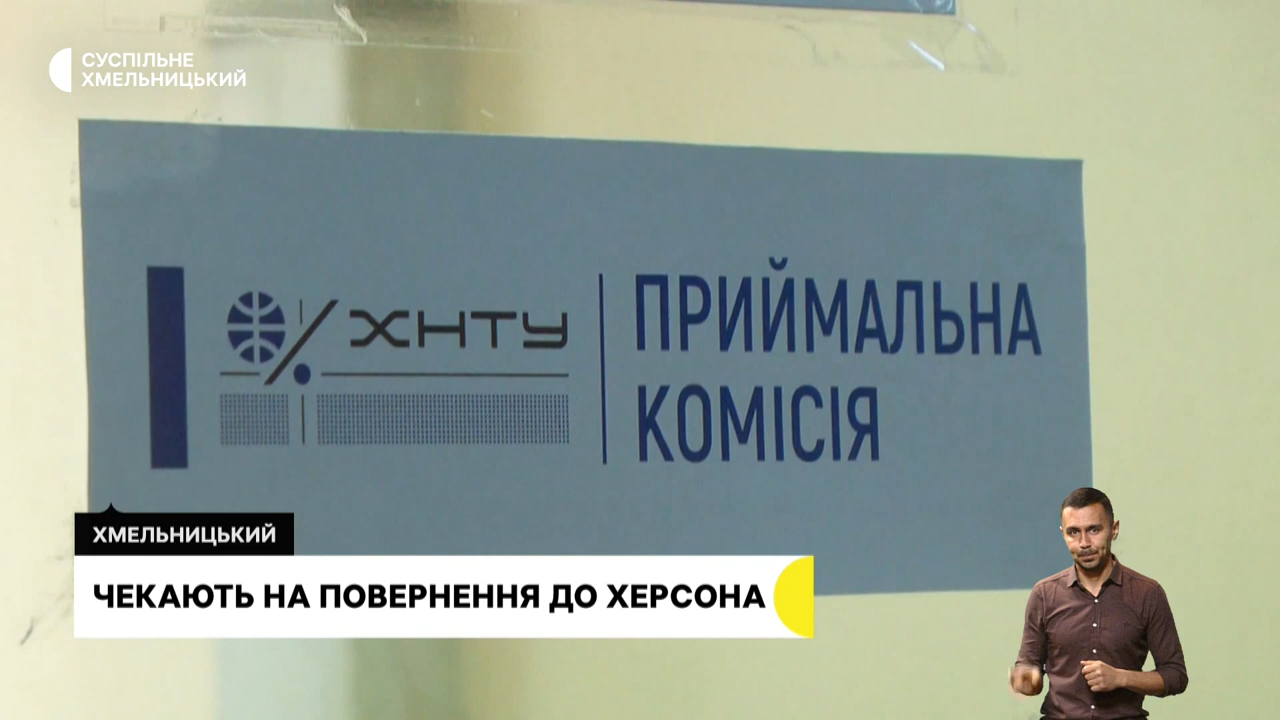 СУСПІЛЬНЕ
ХМЕЛЬНИЦЬКИЙ
ХНТУ
ПРИЙМАЛЬНА
КОМІСІЯ
ХМЕЛЬНИЦЬКИЙ
ЧЕКАЮТЬ НА ПОВЕРНЕННЯ ДО ХЕРСОНА